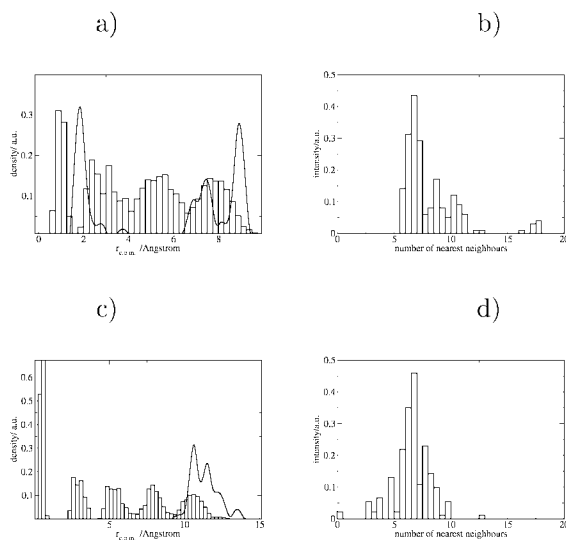 a)
b)
0.3
0.2
0.1
density/ a.u.
0 2 4 6 8
r c.o.m. /Angstrom
0.5
0.4
0.3
0.2
0.1
0
intensity/a.u.
0 5 10 15 20
number of nearest neighbours
c)
d)
0.6
0.5
0.4
0.3
0.2
0.1
density/ a.u.
5 10 15
r c.o.m. /Angstrom
0.5
0.4
0.3
0.2
0.1
0
intensity/a.u.
0 5 10 15 20
number of nearest neighbours